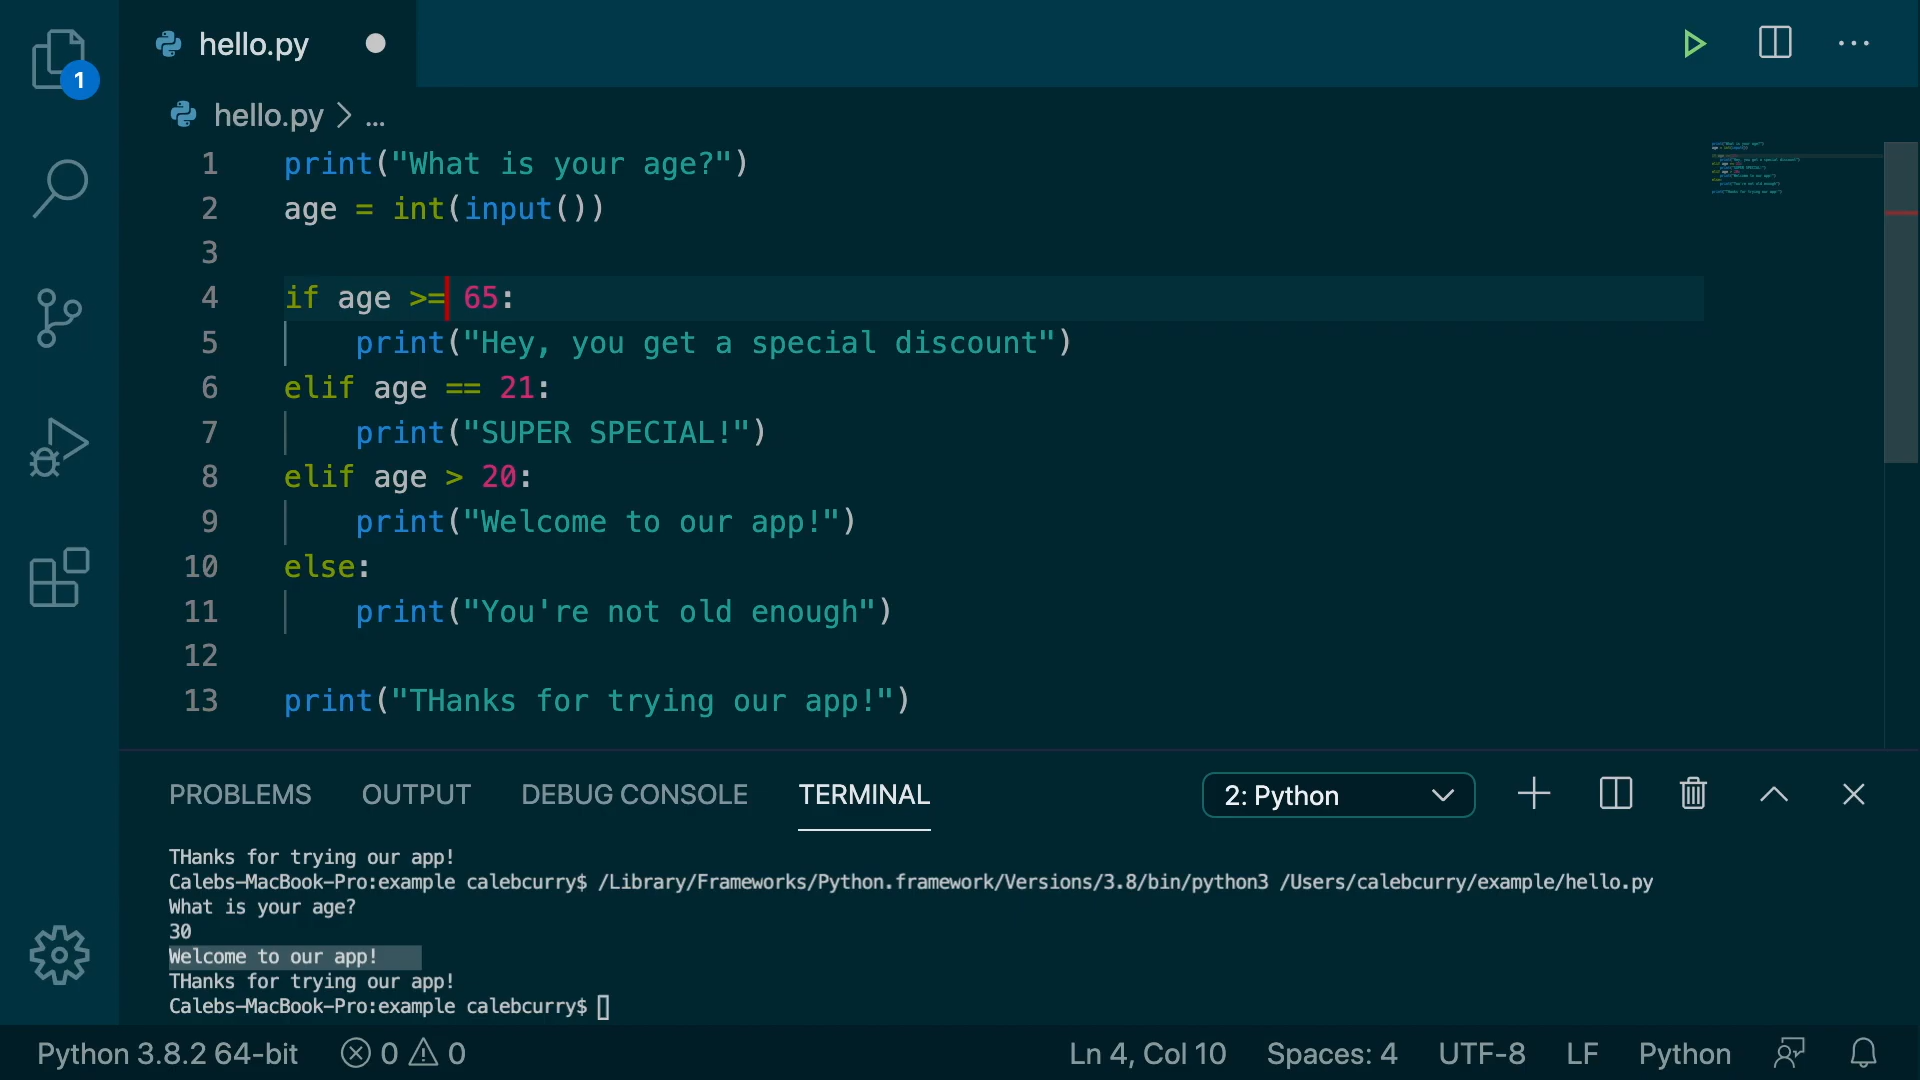 hello.py
1
hello.py > ...
1 print("What is your age?")
2 age = int(input())
3
4 if age >= 65:
5 print("Hey, you get a special discount")
6 elif age == 21:
7 print("SUPER SPECIAL!")
8 elif age > 20:
9 print("Welcome to our app!")
10 else:
11 print("You're not old enough")
12
13 print("THanks for trying our app!")
PROBLEMS OUTPUT DEBUG CONSOLE TERMINAL 2: Python
THanks for trying our app!
Calebs-MacBook-Pro:example calebcurry$ /Library/Frameworks/Python.framework/Versions/3.8/bin/python3 /Users/calebcurry/example/hello.py
What is your age?
30
Welcome to our app!
THanks for trying our app!
Calebs-MacBook-Pro:example calebcurry$
Python 3.8.2 64-bit 0 0 Ln 4, Col 10 Spaces: 4 UTF-8 LF Python